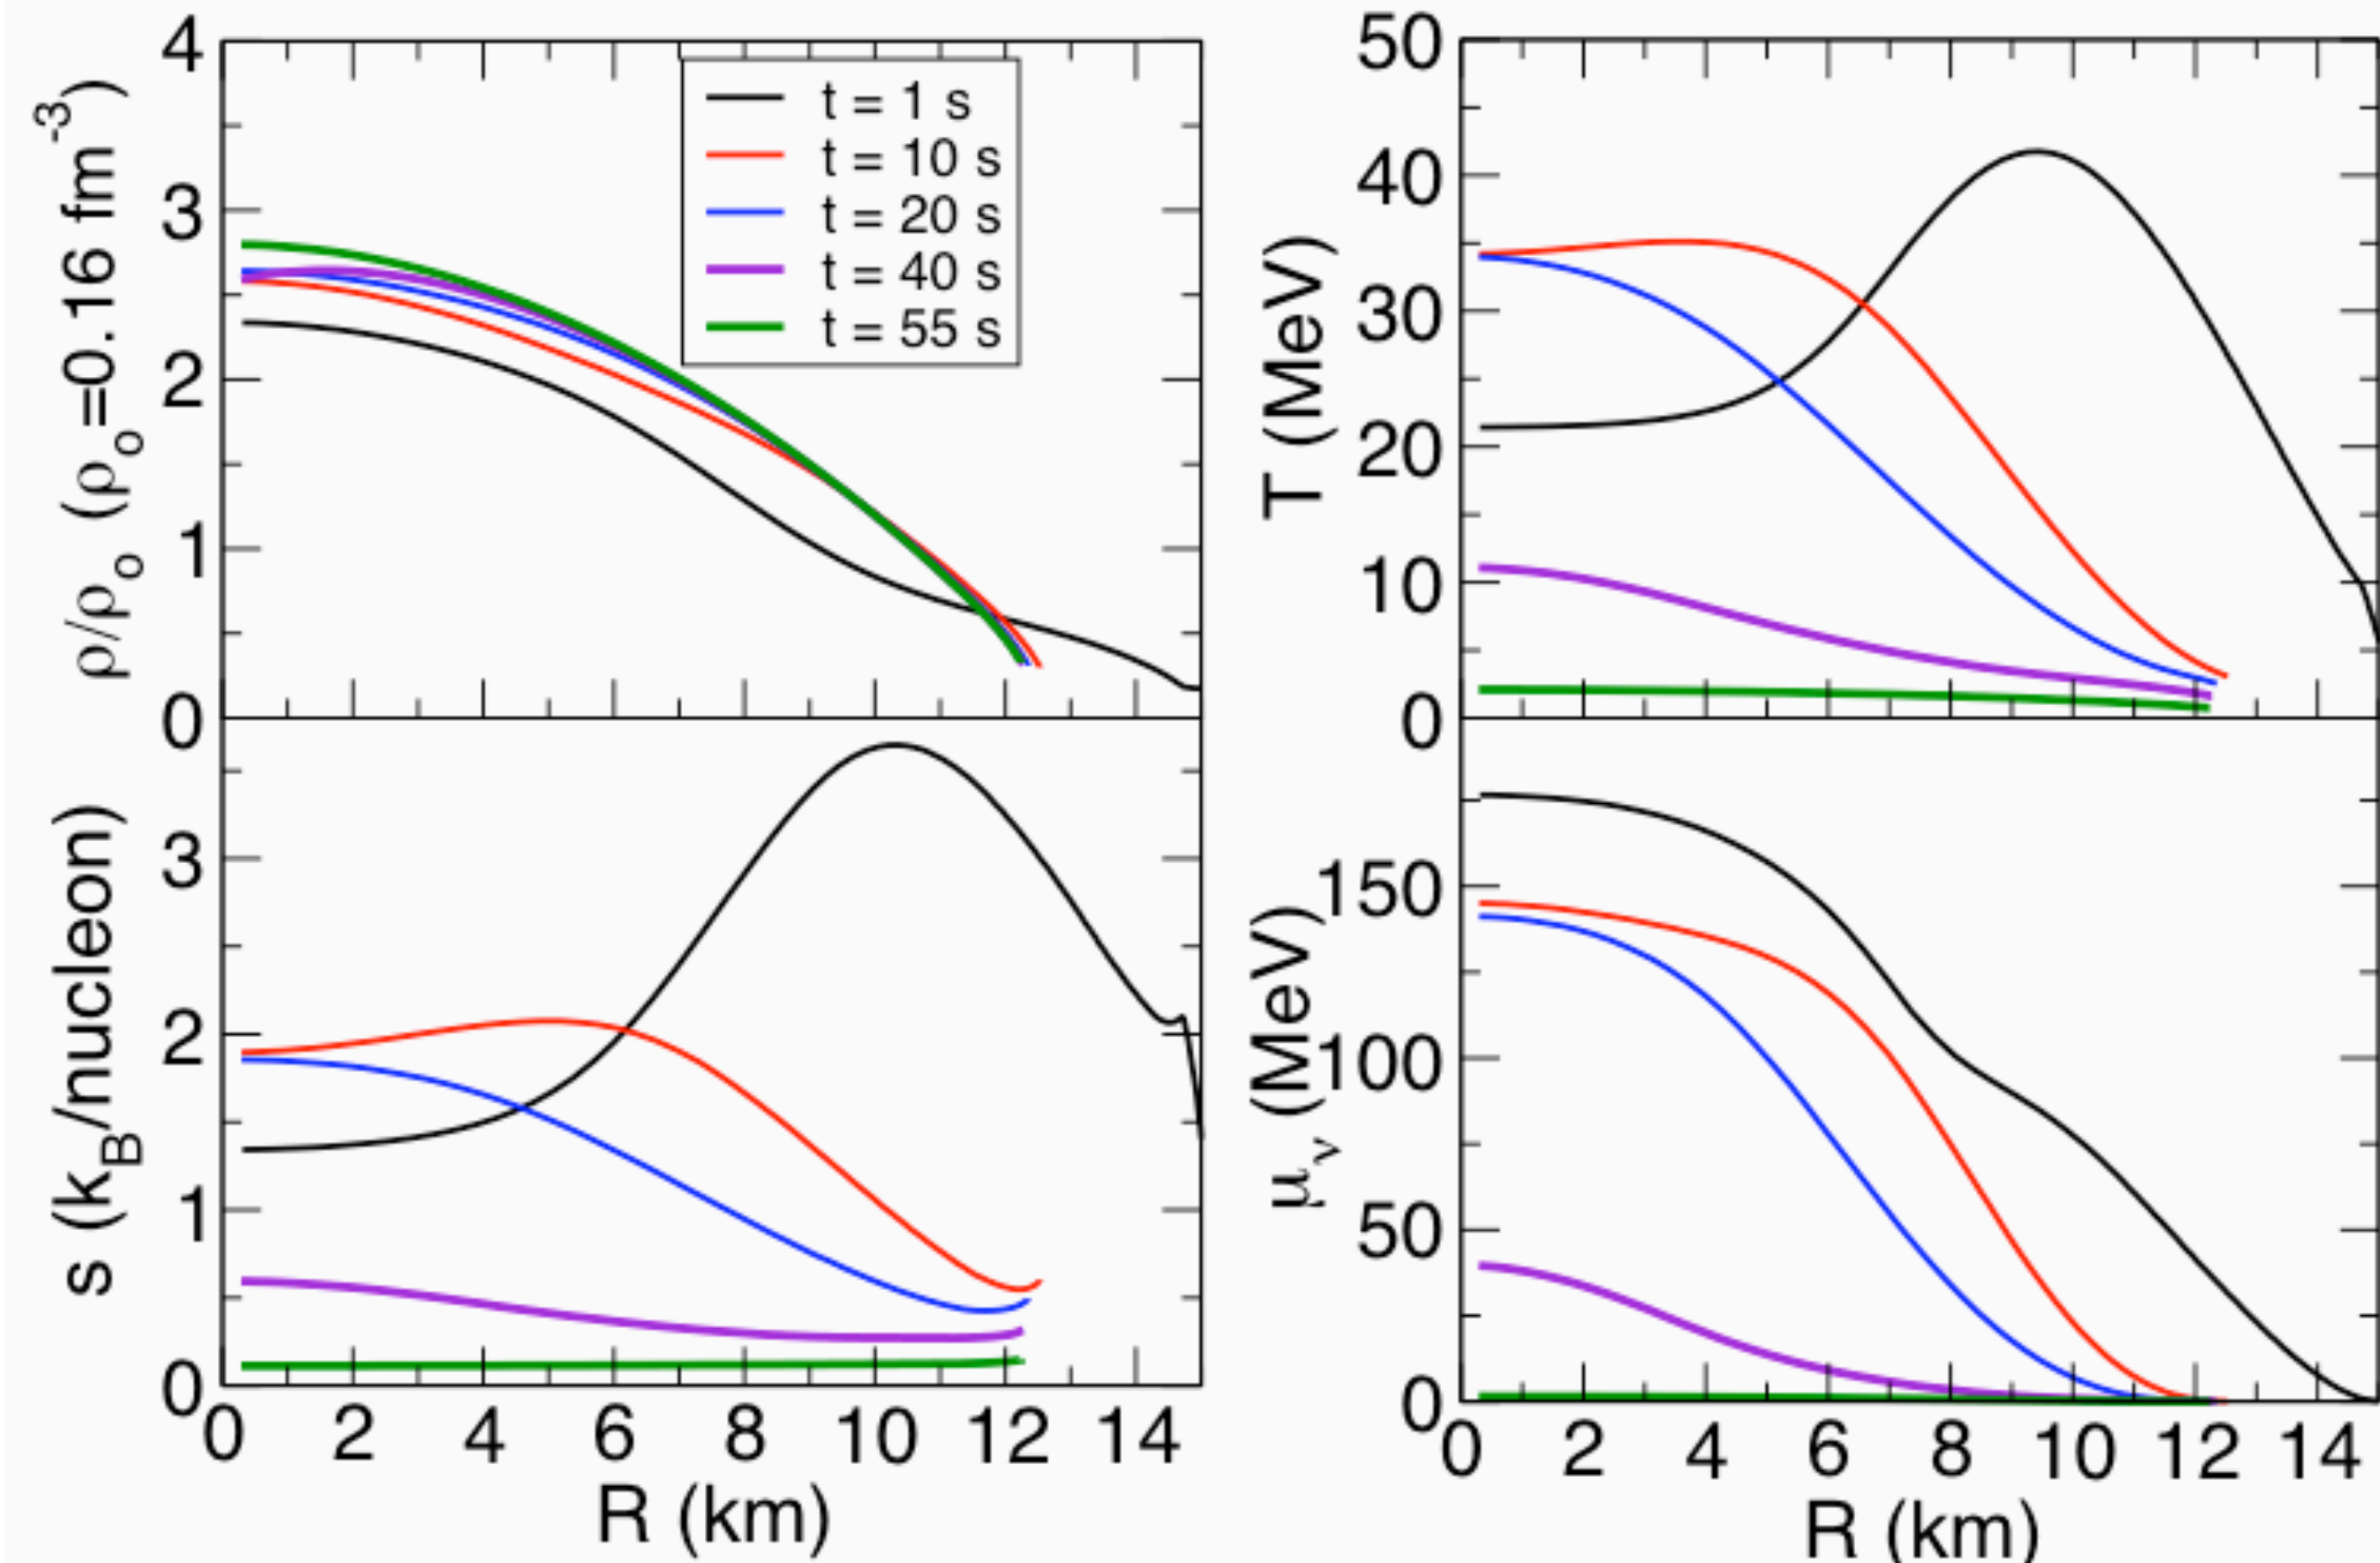 4
3
2
1
0
ρ/ρo (ρo=0.16 fm-3)
t = 1 s
t = 10 s
t = 20 s
t = 40 s
t = 55 s
50
40
30
20
10
0
T (MeV)
3
2
1
0
s (kB/nucleon)
0 2 4 6 8 10 12 14
R (km)
150
100
50
0
μν (MeV)
0 2 4 6 8 10 12 14
R (km)